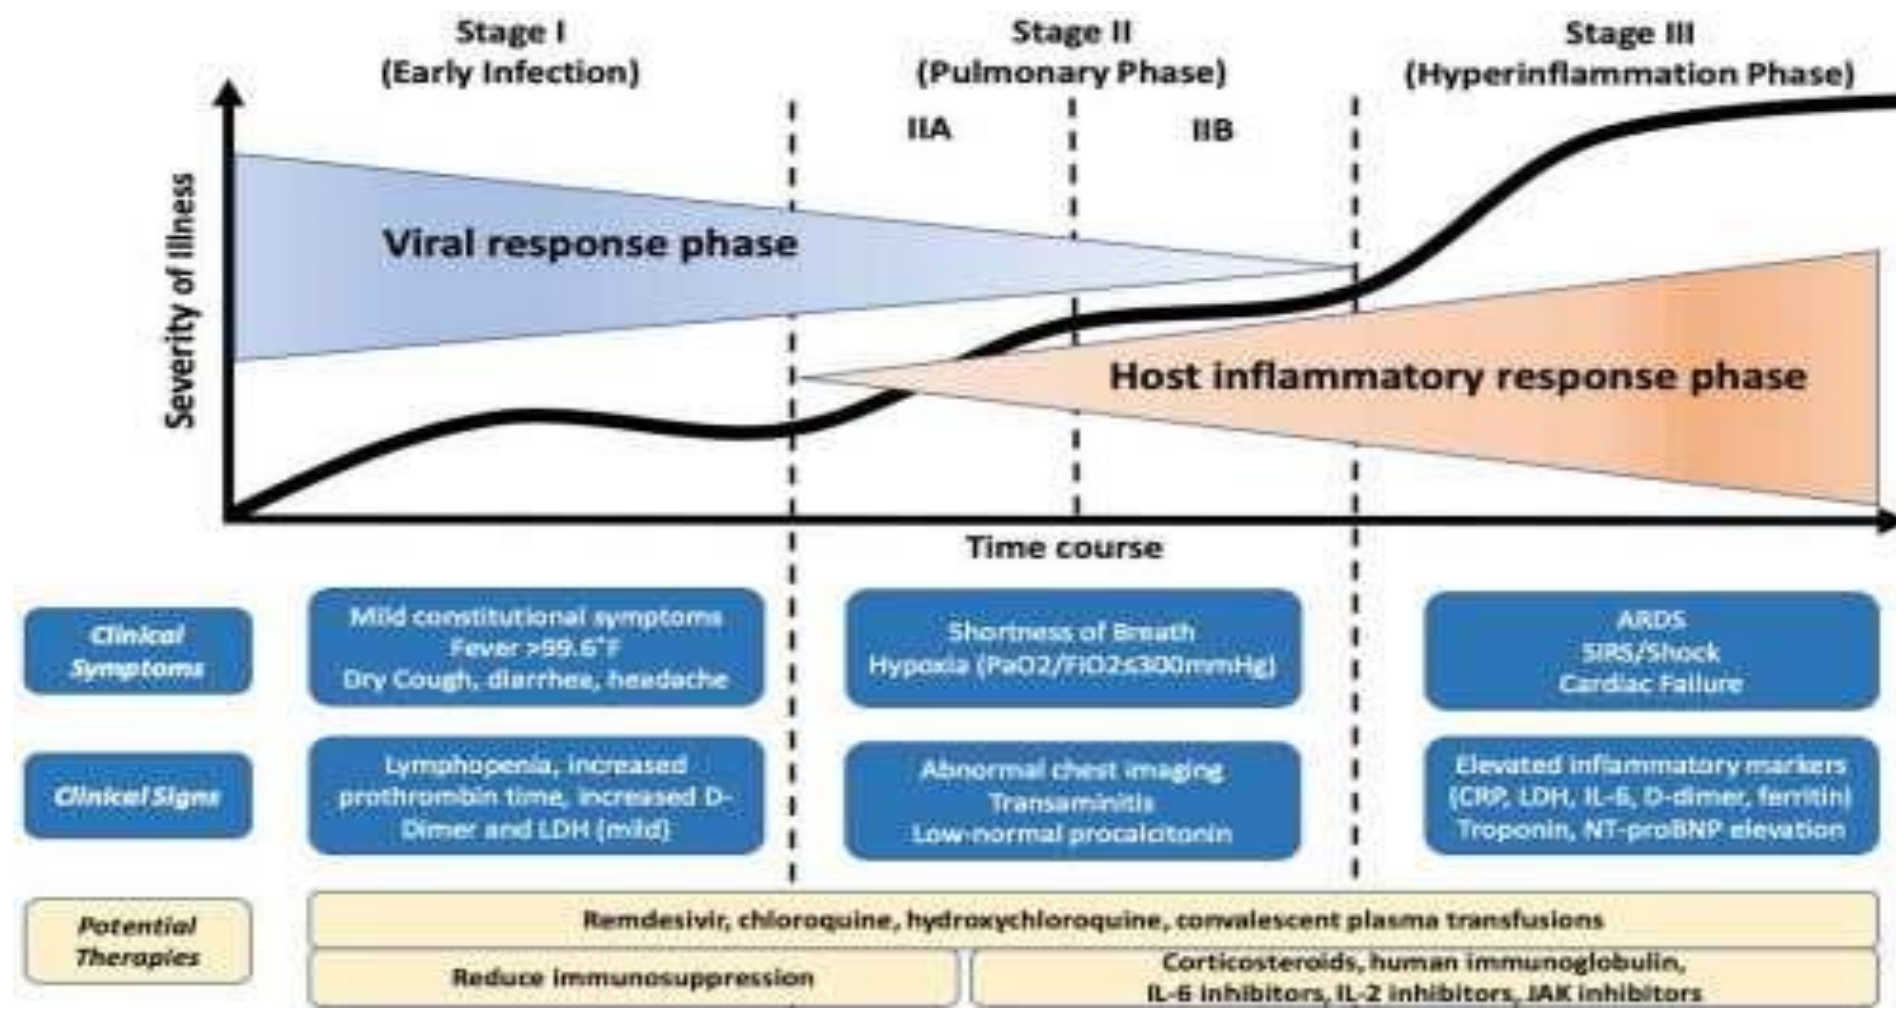 Stage I
(Early Infection)
Stage II
(Pulmonary Phase)
Stage III
(Hyperinflammation Phase)
IIA
IIB
Severity of Illness
Viral response phase
Host inflammatory response phase
Time course
Clinical
Symptoms
Mild constitutional symptoms
Fever >99.6°F
Dry Cough, diarrhea, headache
Shortness of Breath
Hypoxia (PaO2/FiO2≤300mmHg)
ARDS
SIRS/Shock
Cardiac Failure
Clinical Signs
Lymphopenia, increased
prothrombin time, increased D-
Dimer and LDH (mild)
Abnormal chest imaging
Transaminitis
Low-normal procalcitonin
Elevated inflammatory markers
(CRP, LDH, IL-6, D-dimer, ferritin)
Troponin, NT-proBNP elevation
Potential
Therapies
Remdesivir, chloroquine, hydroxychloroquine, convalescent plasma transfusions
Reduce immunosuppression
Corticosteroids, human immunoglobulin,
IL-6 inhibitors, IL-2 inhibitors, JAK inhibitors